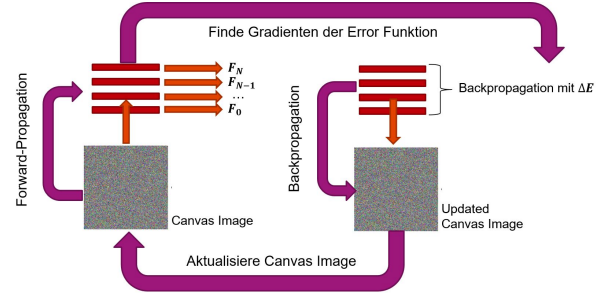 Finde Gradienten der Error Funktion
Forward-Propagation
F_N
F_{N-1}
...
F_0
Canvas Image
Backpropagation
Backpropagation mit ΔE
Updated
Canvas Image
Aktualisiere Canvas Image